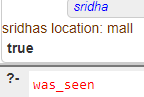 sridha
sridhas location: mall
true
?- was_seen